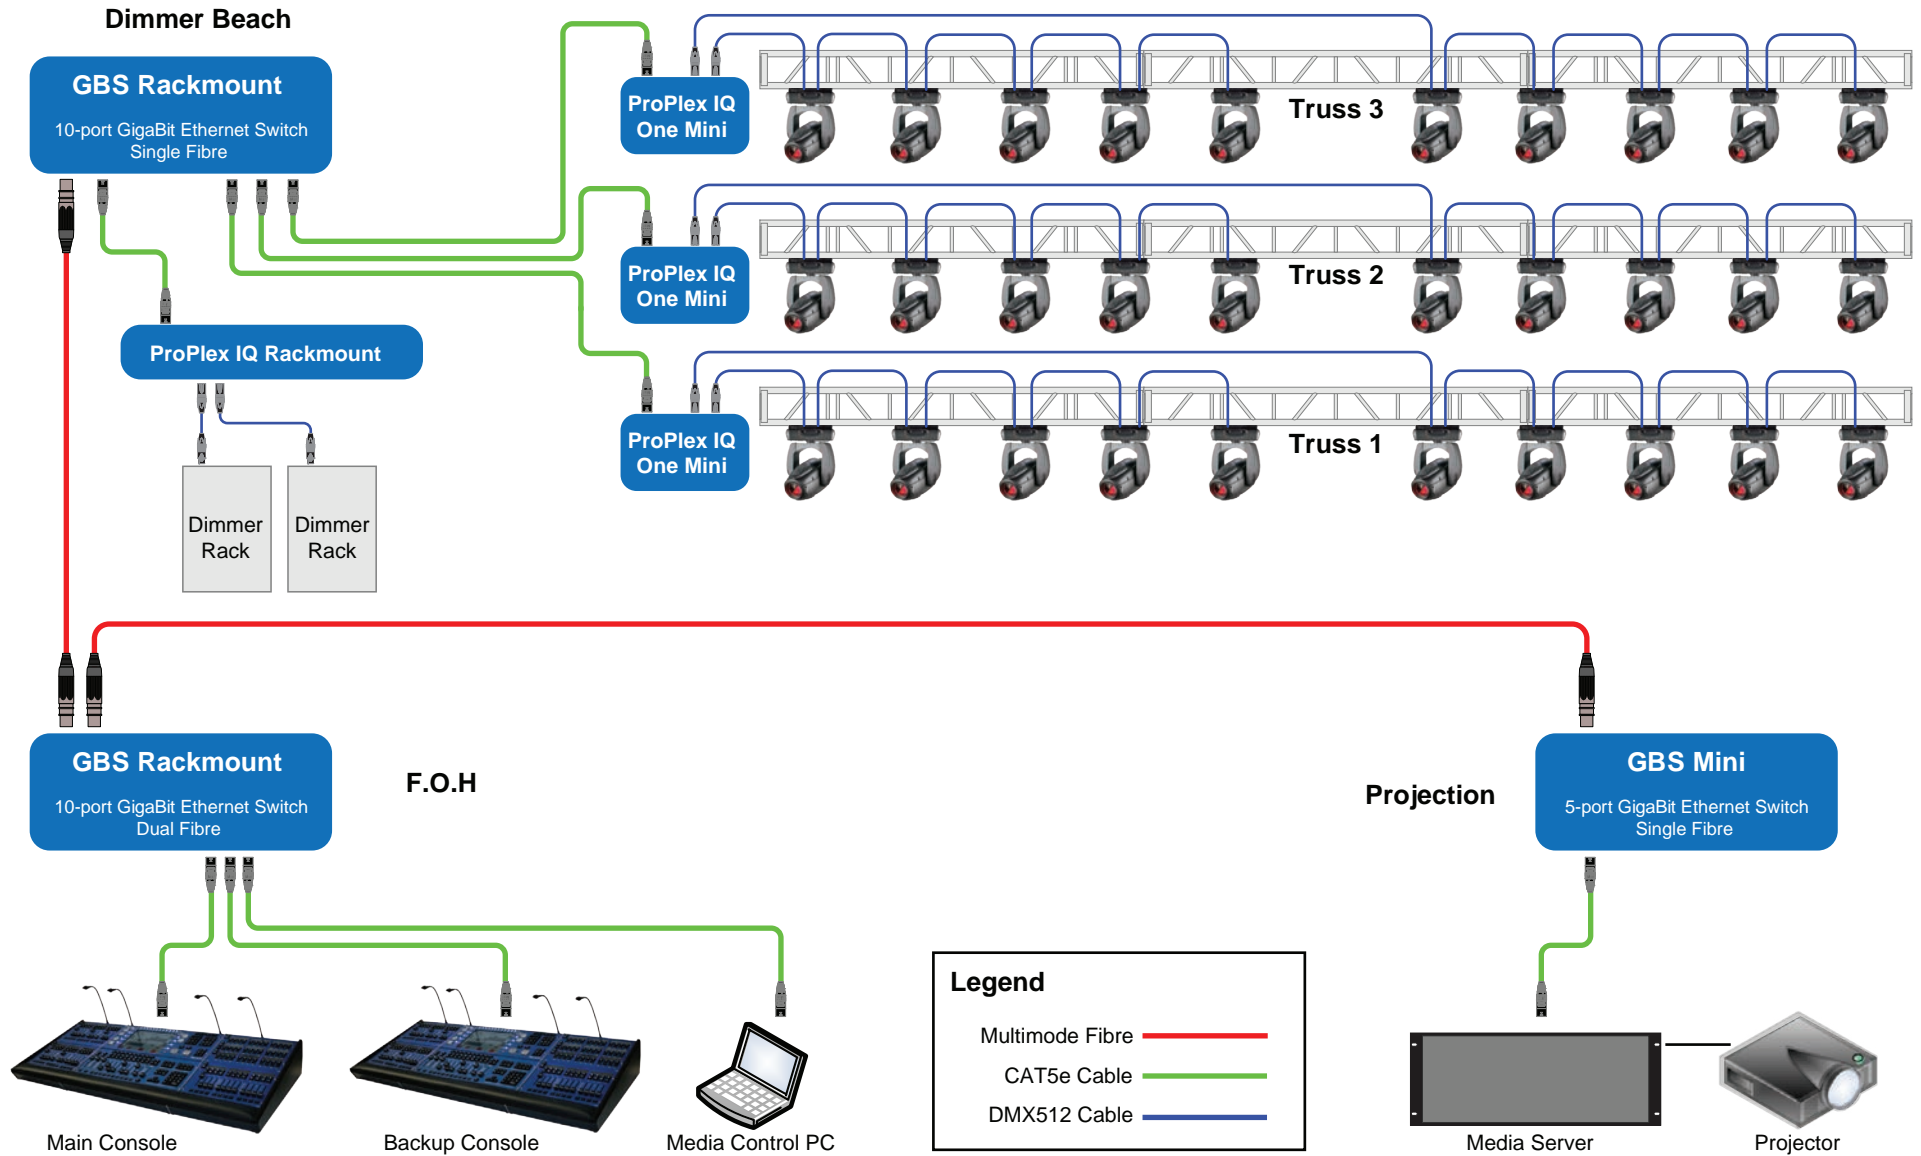 Dimmer Beach
GBS Rackmount
10-port GigaBit Ethernet Switch
Single Fibre
ProPlex IQ
One Mini
Truss 3
ProPlex IQ
One Mini
Truss 2
ProPlex IQ Rackmount
ProPlex IQ
One Mini
Truss 1
Dimmer
Rack
Dimmer
Rack
GBS Rackmount
10-port GigaBit Ethernet Switch
Dual Fibre
F.O.H
Projection
GBS Mini
5-port GigaBit Ethernet Switch
Single Fibre
Legend
Multimode Fibre
CAT5e Cable
DMX512 Cable
Main Console
Backup Console
Media Control PC
Media Server
Projector